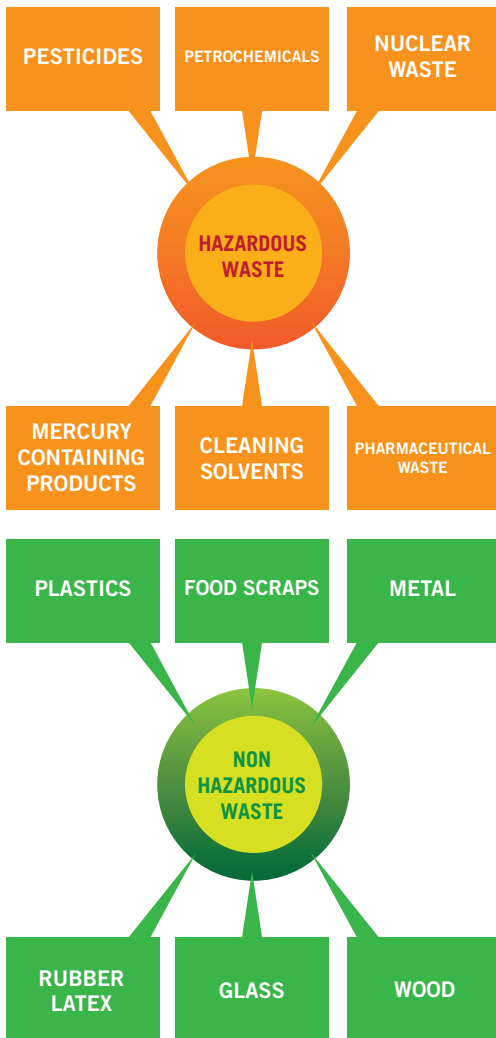 PESTICIDES
PETROCHEMICALS
NUCLEAR
WASTE
HAZARDOUS
WASTE
MERCURY
CONTAINING
PRODUCTS
CLEANING
SOLVENTS
PHARMACEUTICAL
WASTE
PLASTICS
FOOD SCRAPS
METAL
NON
HAZARDOUS
WASTE
RUBBER
LATEX
GLASS
WOOD